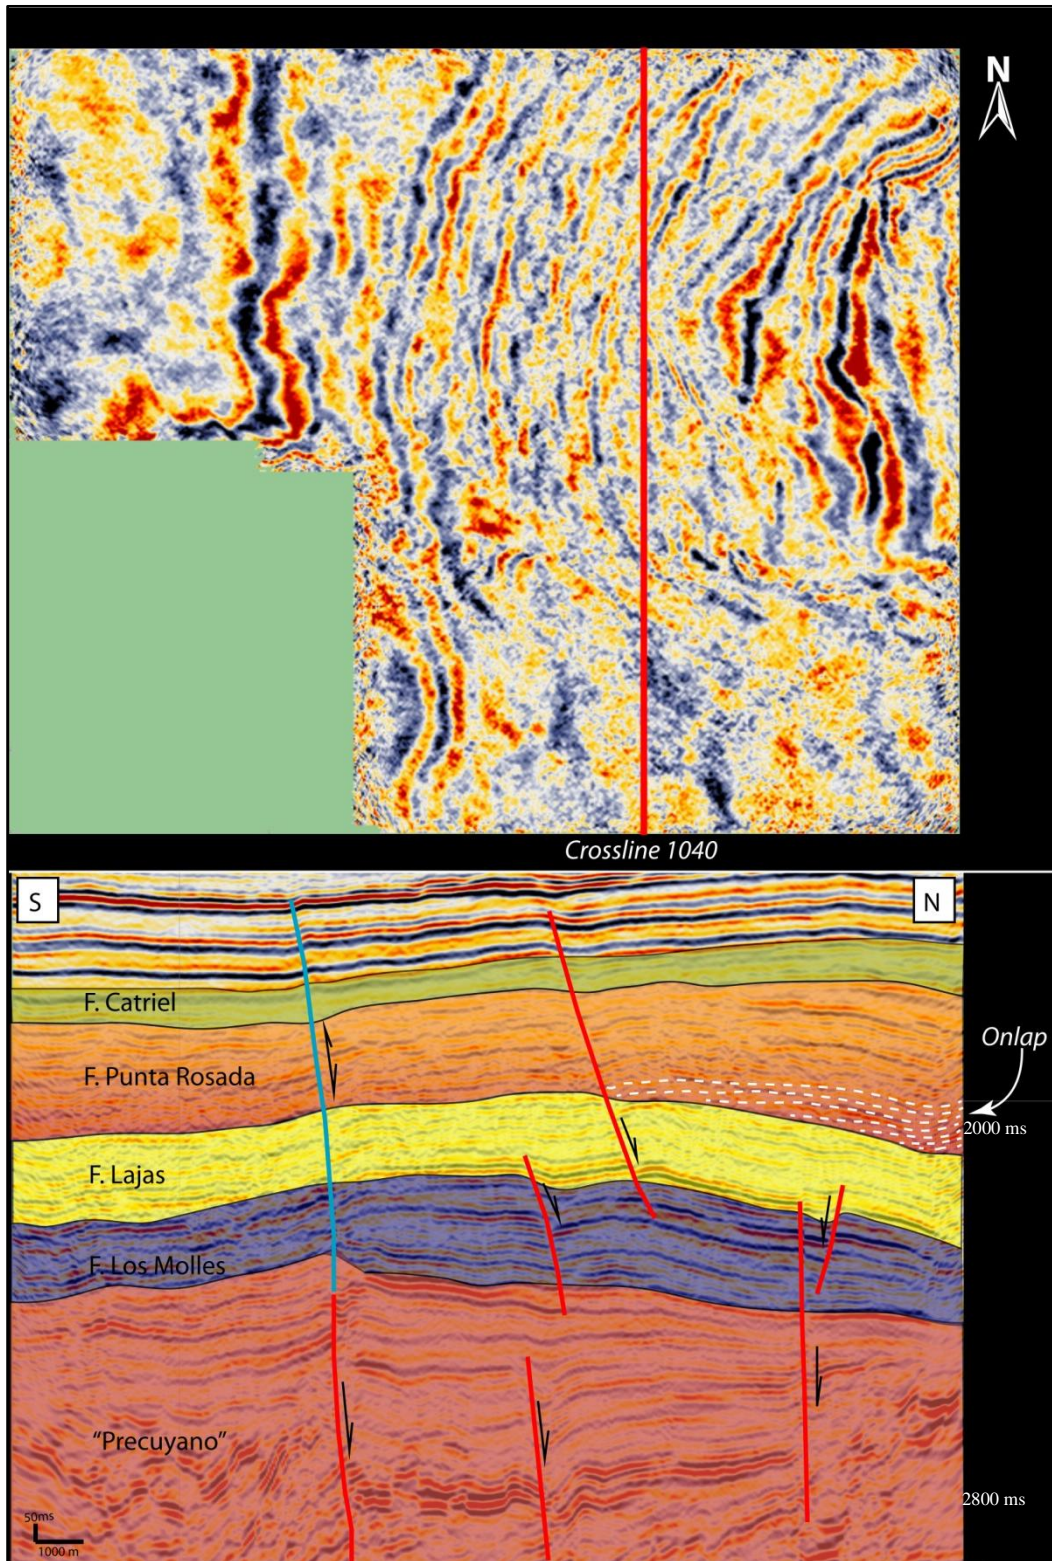 N
Crossline 1040
S
N
F. Catriel
Onlap
F. Punta Rosada
2000 ms
F. Lajas
F. Los Molles
"Precuyano"
2800 ms
50ms
1000 m